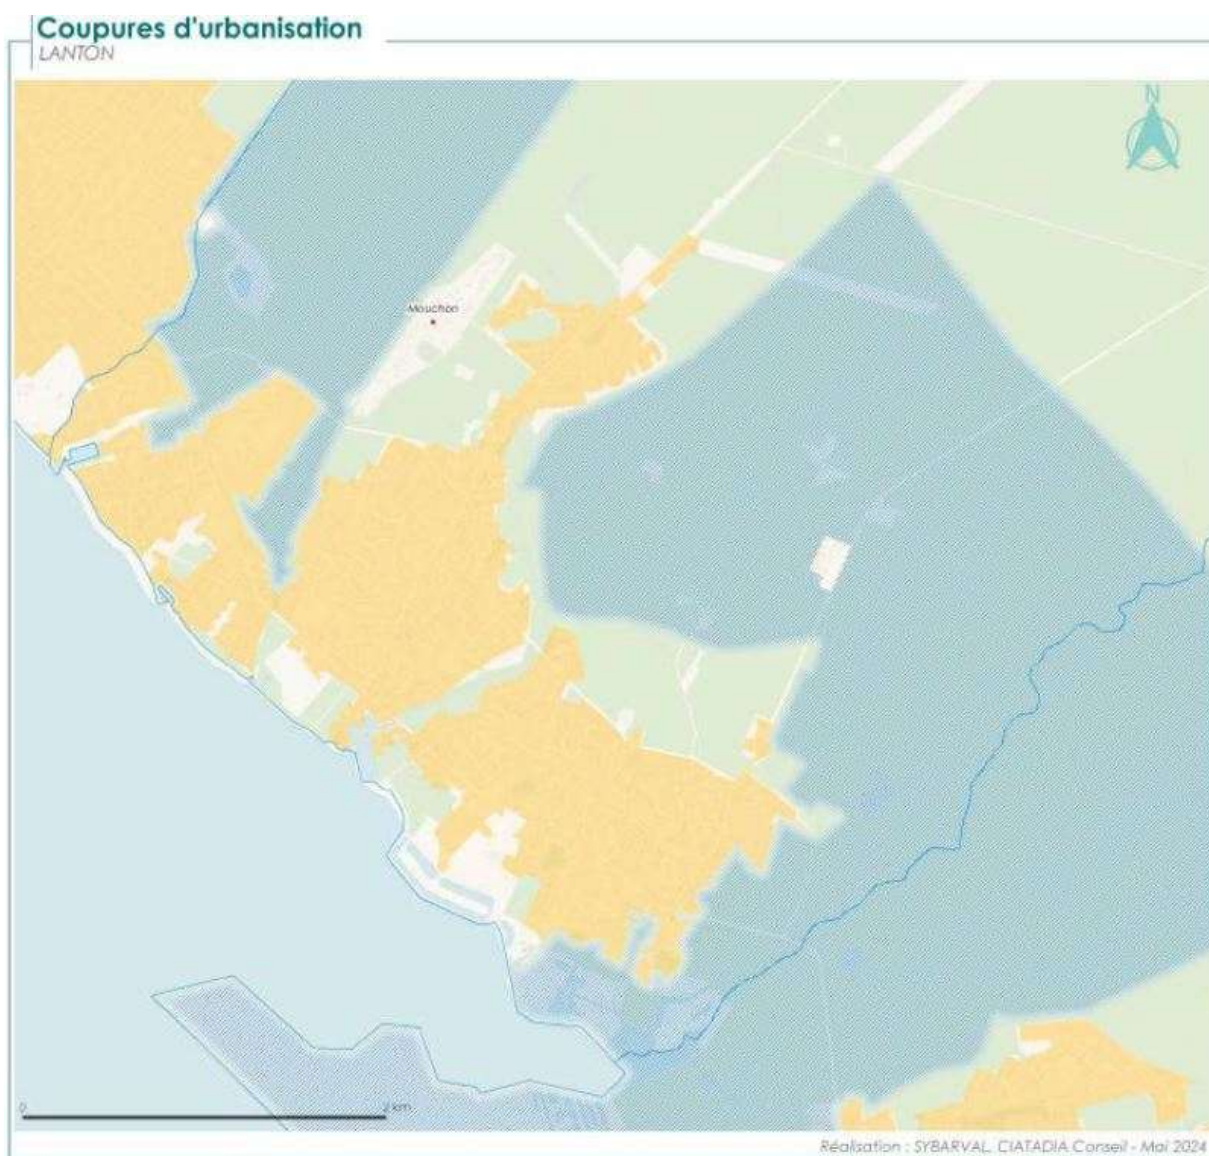 Coupures d'urbanisation
LANTON
N
Mouchon
0 2 km
Réalisation : SYBARVAL, CIATADIA Conseil - Mai 2024